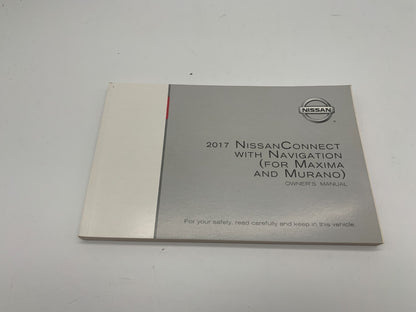 NISSAN
2017 NISSANCONNECT
WITH NAVIGATION
(FOR MAXIMA
AND MURANO)
OWNER'S MANUAL
For your safety, read carefully and keep in this vehicle.